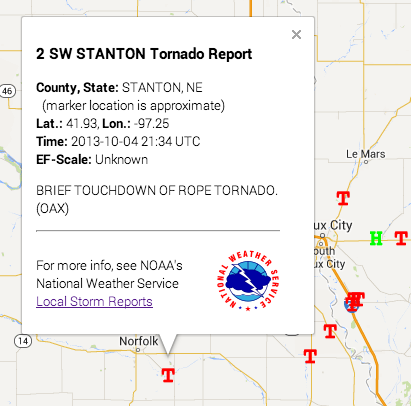 2 SW STANTON Tornado Report
County, State: STANTON, NE
(marker location is approximate)
Lat.: 41.93, Lon.: -97.25
Time: 2013-10-04 21:34 UTC
EF-Scale: Unknown
BRIEF TOUCHDOWN OF ROPE TORNADO.
(OAX)
For more info, see NOAA's
National Weather Service
Local Storm Reports
NATIONAL WEATHER SERVICE
46
Le Mars
T
ux City
H
T
outh
ux City
T
T
14
Norfolk
T
T
T